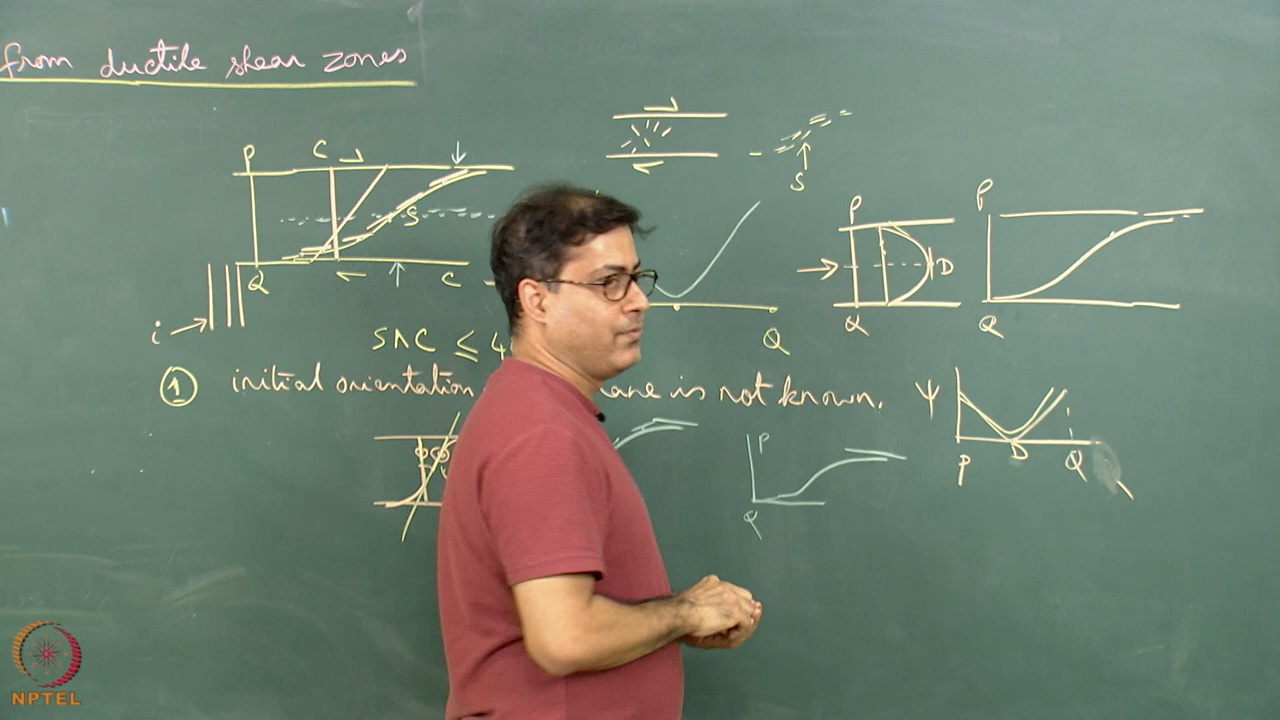 from ductile shear zones
P C
S
S
Q C
i
P
Q
D
P
Q
Q
S∧C ≤ 4
① initial orientation ane is not known.
Ψ
P D Q
P
Q
NPTEL